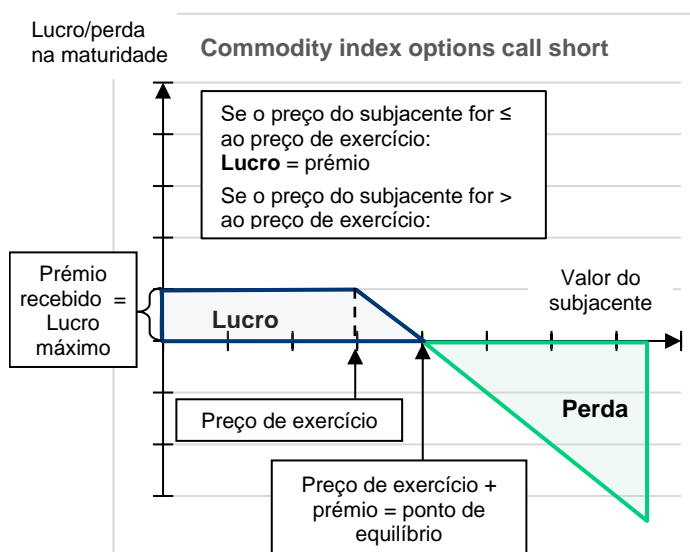 Lucro/perda
na maturidade
Commodity index options call short
Se o preço do subjacente for ≤
ao preço de exercício:
Lucro = prémio
Se o preço do subjacente for >
ao preço de exercício:
Prémio
recebido =
Lucro
máximo
Lucro
Valor do
subjacente
Preço de exercício
Perda
Preço de exercício +
prémio = ponto de
equilíbrio